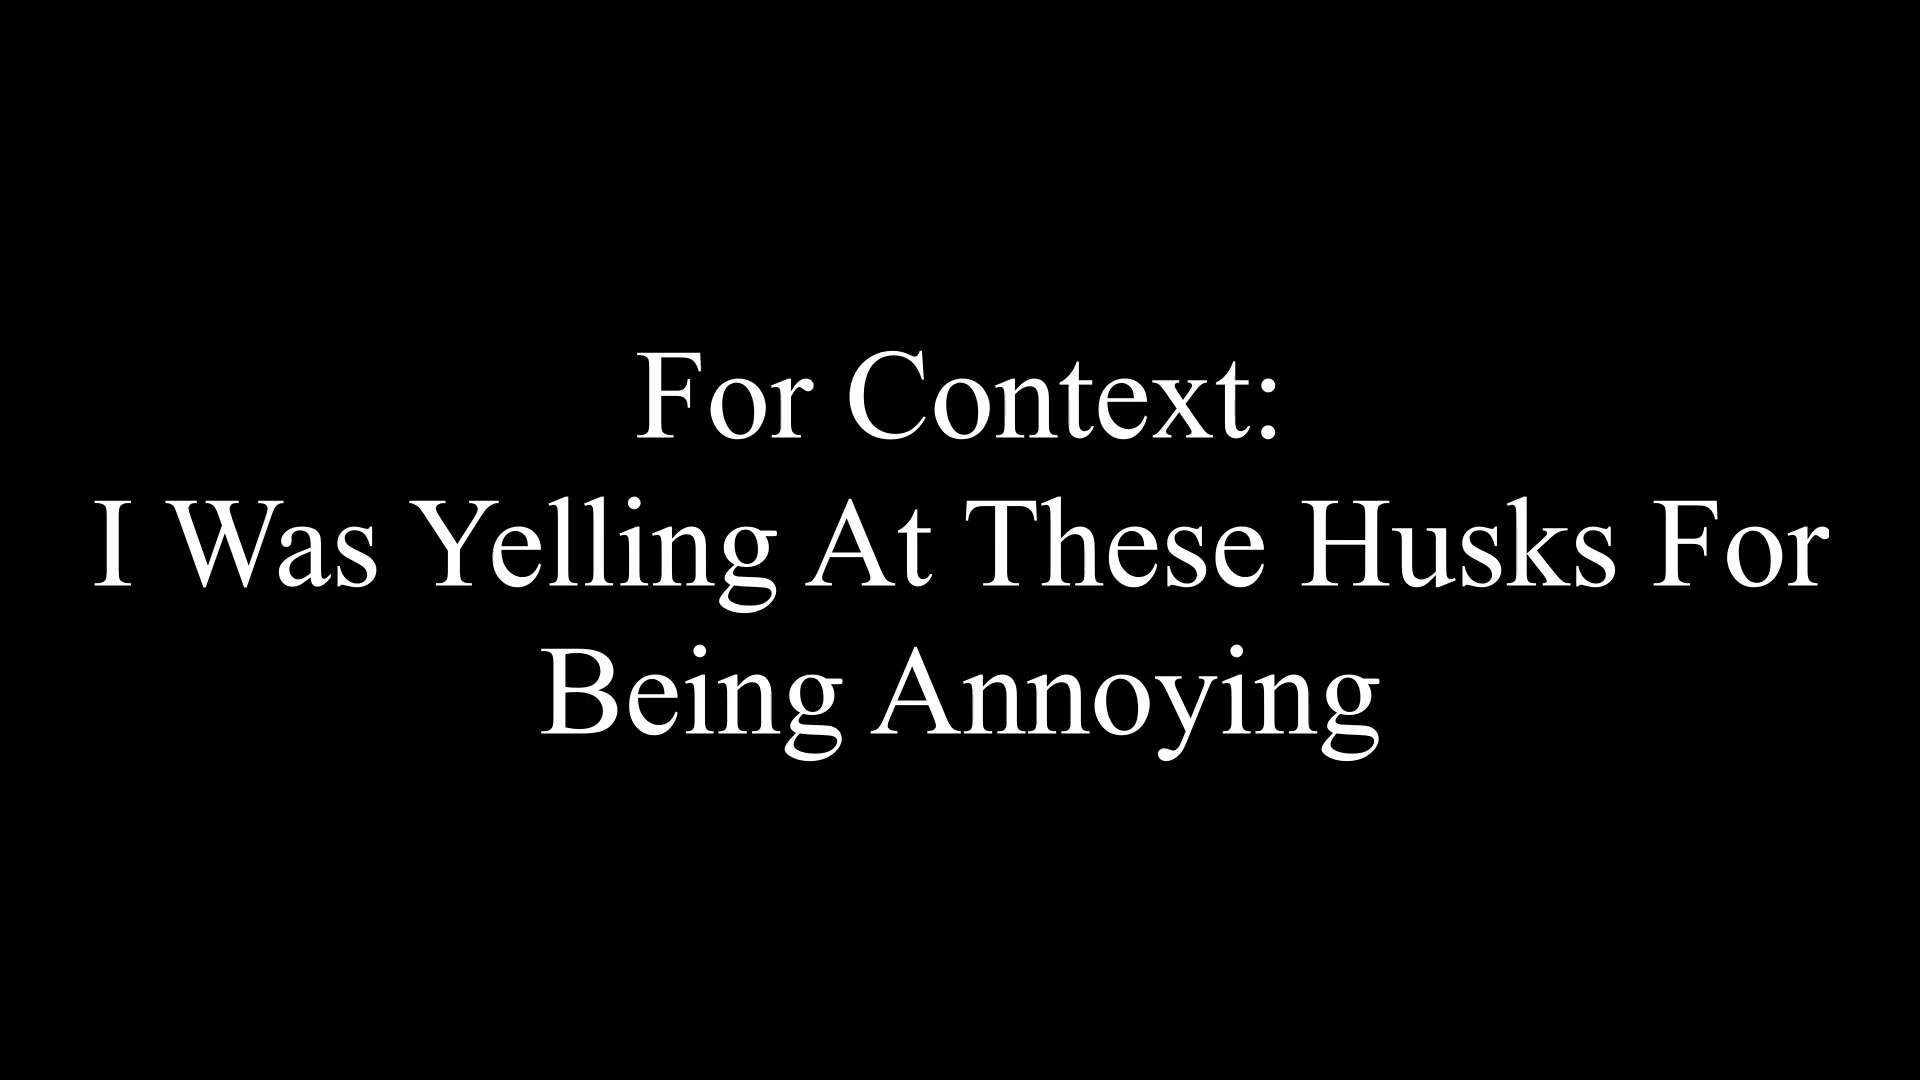 For Context:
I Was Yelling At These Husks For
Being Annoying